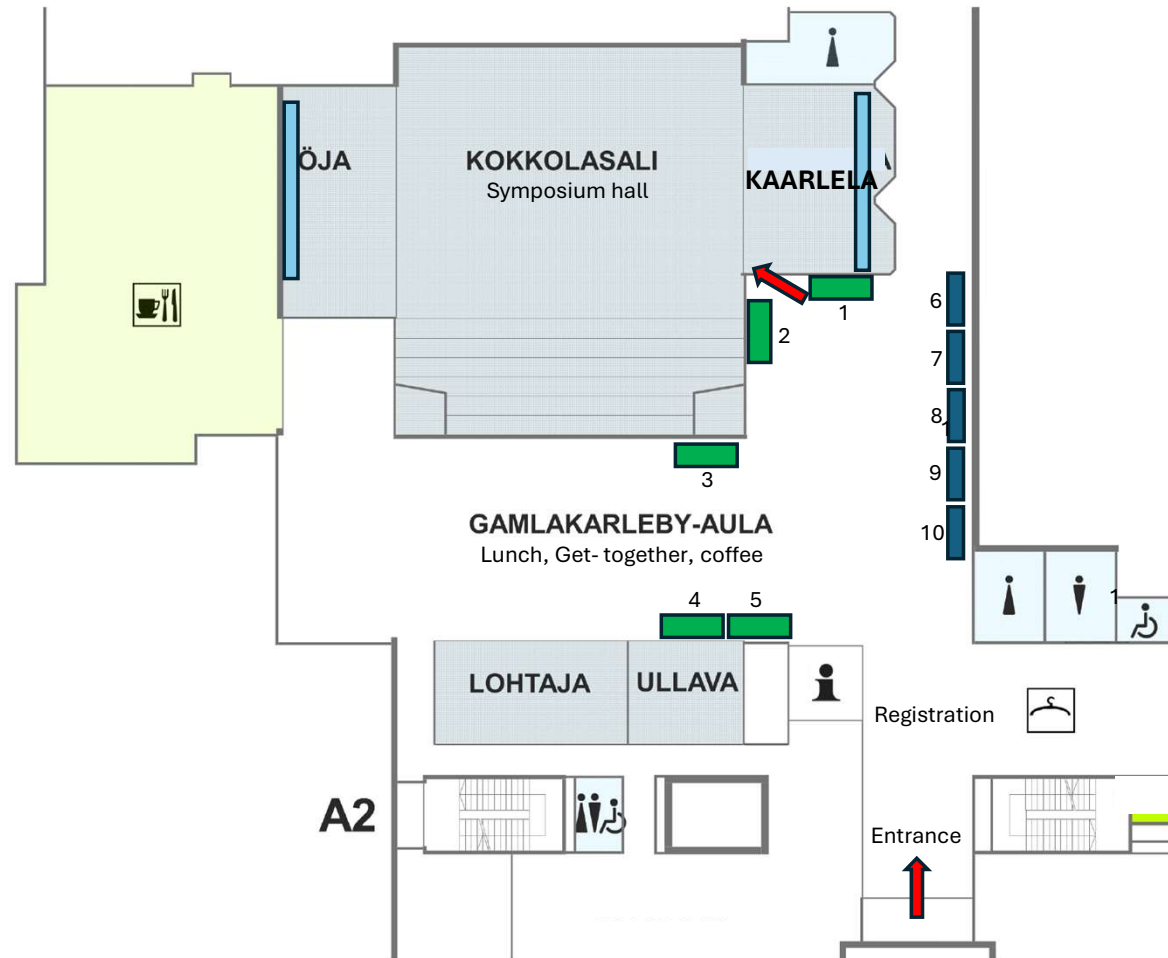 ÖJA
KOKKOLASALI
Symposium hall
A
KAARLELA
1
2
6
7
8
1
9
10
3
GAMLAKARLEBY-AULA
Lunch, Get- together, coffee
4
5
1
LOHTAJA
ULLAVA
i
Registration
A2
Entrance